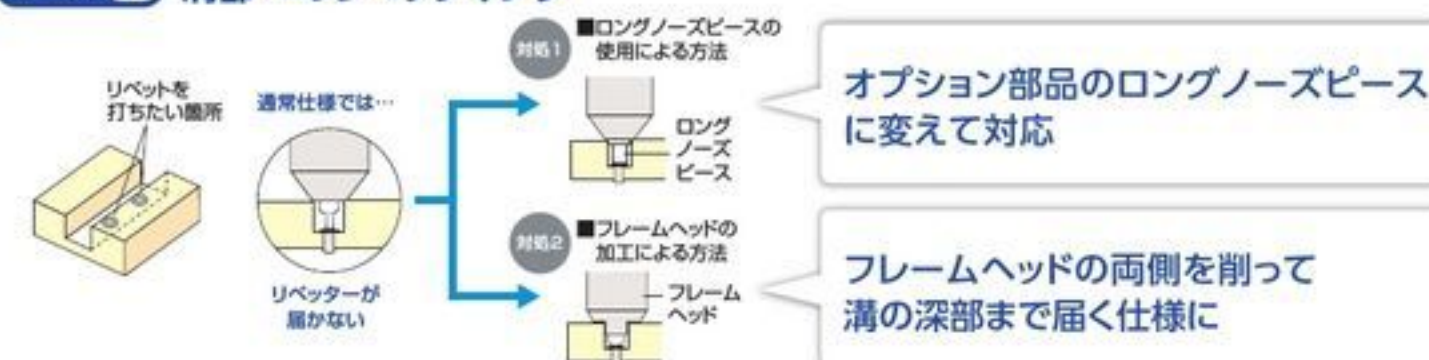 リベットを
打ちたい箇所
通常仕様では…
リベッターが
届かない
対処1
■ロングノーズピースの
使用による方法
ロング
ノーズ
ピース
オプション部品のロングノーズピース
に変えて対応
対処2
■フレームヘッドの
加工による方法
フレーム
ヘッド
フレームヘッドの両側を削って
溝の深部まで届く仕様に